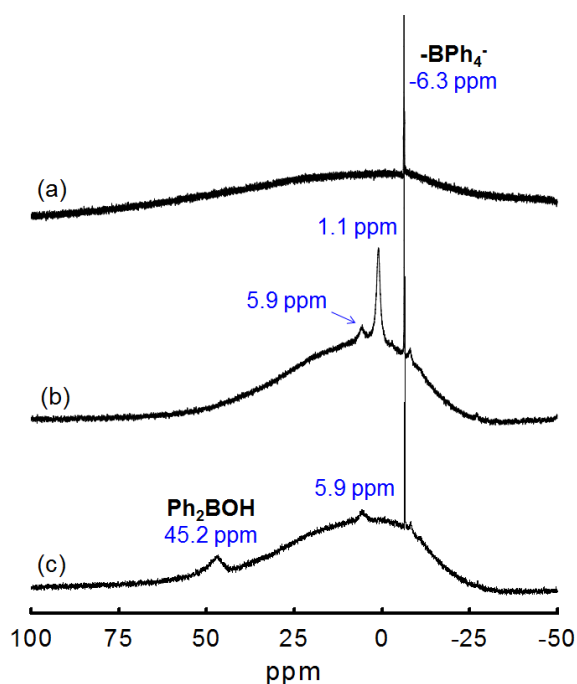 -BPh₄⁻
-6.3 ppm
(a)
1.1 ppm
5.9 ppm
(b)
5.9 ppm
Ph₂BOH
45.2 ppm
(c)
100 75 50 25 0 -25 -50
ppm